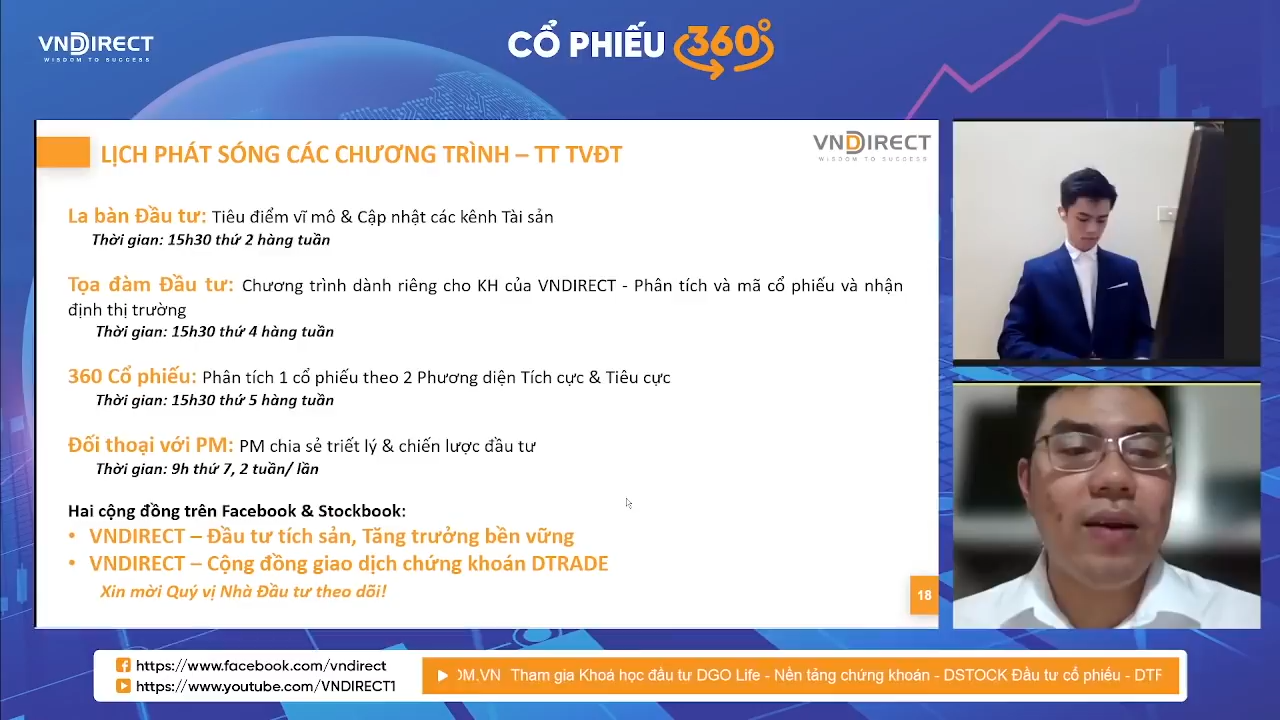 VNDIRECT
WISDOM TO SUCCESS
CỔ PHIẾU 360°
LỊCH PHÁT SÓNG CÁC CHƯƠNG TRÌNH – TT TVĐT
VNDIRECT
WISDOM TO SUCCESS
La bàn Đầu tư: Tiêu điểm vĩ mô & Cập nhật các kênh Tài sản
Thời gian: 15h30 thứ 2 hàng tuần
Tọa đàm Đầu tư: Chương trình dành riêng cho KH của VNDIRECT - Phân tích và mã cổ phiếu và nhận
định thị trường
Thời gian: 15h30 thứ 4 hàng tuần
360 Cổ phiếu: Phân tích 1 cổ phiếu theo 2 Phương diện Tích cực & Tiêu cực
Thời gian: 15h30 thứ 5 hàng tuần
Đối thoại với PM: PM chia sẻ triết lý & chiến lược đầu tư
Thời gian: 9h thứ 7, 2 tuần/ lần
Hai cộng đồng trên Facebook & Stockbook:
• VNDIRECT – Đầu tư tích sản, Tăng trưởng bền vững
• VNDIRECT – Cộng đồng giao dịch chứng khoán DTRADE
Xin mời Quý vị Nhà Đầu tư theo dõi!
18
https://www.facebook.com/vndirect
https://www.youtube.com/VNDIRECT1
OM.VN Tham gia Khoá học đầu tư DGO Life - Nền tảng chứng khoán - DSTOCK Đầu tư cổ phiếu - DTF